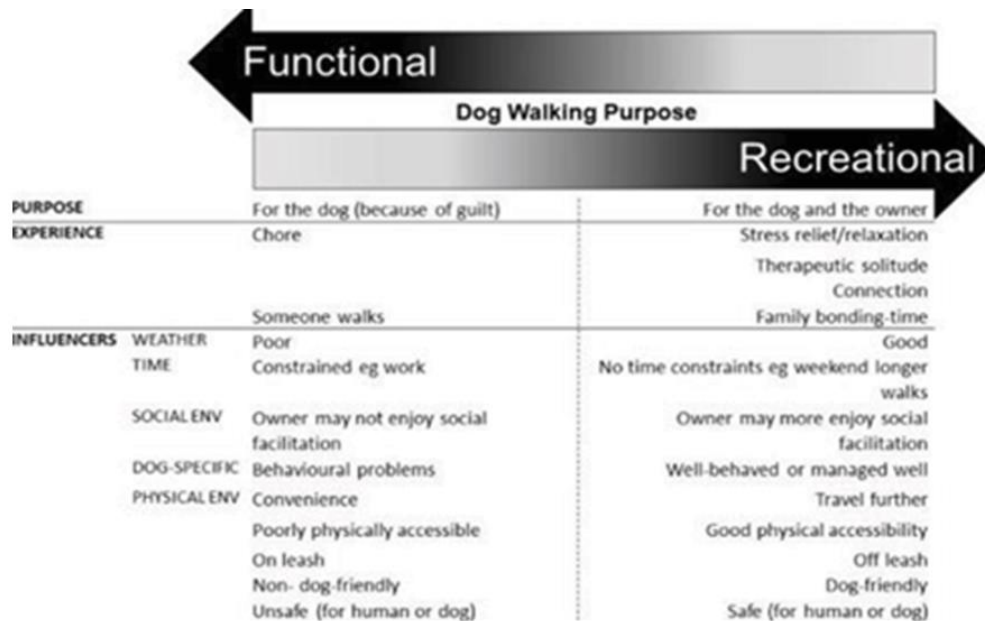 Functional
Dog Walking Purpose
Recreational
PURPOSE For the dog (because of guilt) For the dog and the owner
EXPERIENCE Chore Stress relief/relaxation
Therapeutic solitude
Connection
Someone walks Family bonding-time
INFLUENCERS WEATHER Poor Good
TIME Constrained eg work No time constraints eg weekend longer
walks
SOCIAL ENV Owner may not enjoy social Owner may more enjoy social
facilitation facilitation
DOG-SPECIFIC Behavioural problems Well-behaved or managed well
PHYSICAL ENV Convenience Travel further
Poorly physically accessible Good physical accessibility
On leash Off leash
Non- dog-friendly Dog-friendly
Unsafe (for human or dog) Safe (for human or dog)